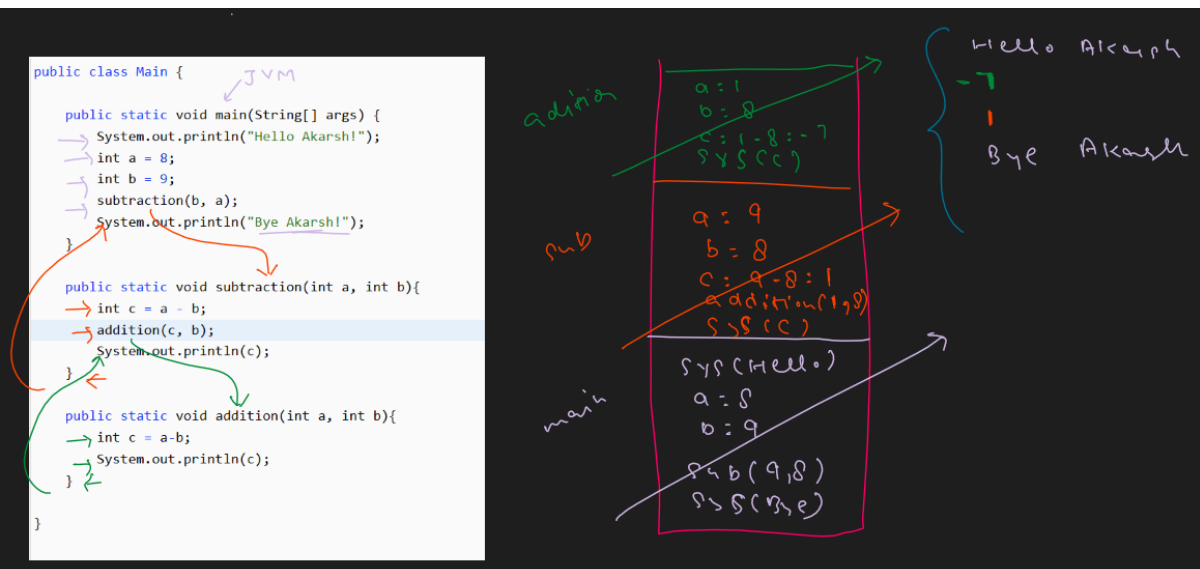 public class Main {
JVM
public static void main(String[] args) {
System.out.println("Hello Akarsh!");
int a = 8;
int b = 9;
subtraction(b, a);
System.out.println("Bye Akarsh!");
}
public static void subtraction(int a, int b){
int c = a - b;
addition(c, b);
System.out.println(c);
}
public static void addition(int a, int b){
int c = a-b;
System.out.println(c);
}
}
adition
a : 1
b : 8
c : 1 - 8 : - 7
sys(c)
sub
a : 9
b = 8
c : 9 - 8 : 1
addition(1,8)
sys(c)
main
sys(Hello)
a = 8
b : 9
sub(9,8)
sys(Bye)
Hello Akarsh
-7
1
Bye Akarsh